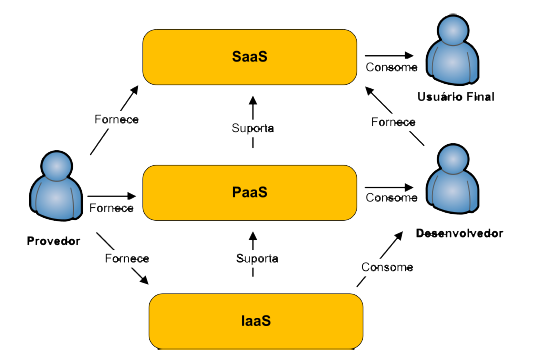 SaaS
Consome
Usuário Final
Fornece
Suporta
Fornece
PaaS
Consome
Fornece
Provedor
Desenvolvedor
Fornece
Suporta
Consome
IaaS